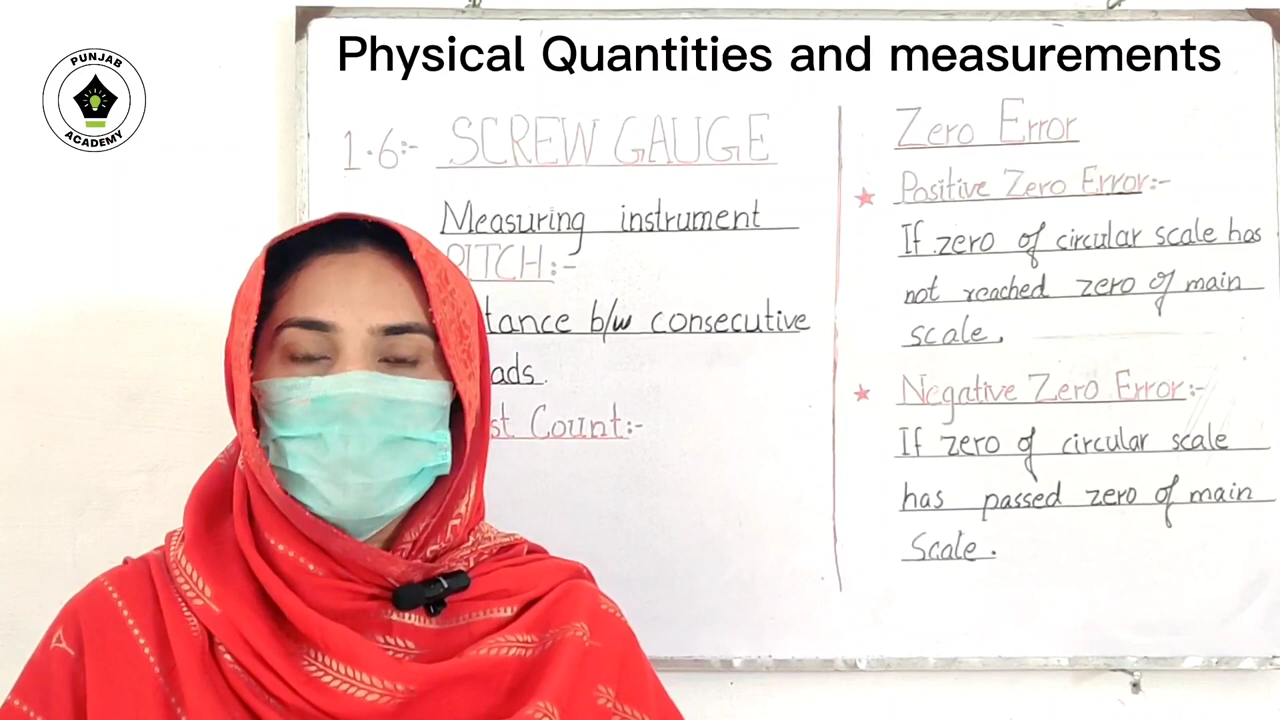 PUNJAB
ACADEMY
Physical Quantities and measurements
1.6:- SCREW GAUGE
Measuring instrument
PITCH:-
tance b/w consecutive
ads.
st Count:-
Zero Error
★ Positive Zero Error:-
If zero of circular scale has
not reached zero of main
scale.
★ Negative Zero Error:-
If zero of circular scale
has passed zero of main
Scale.